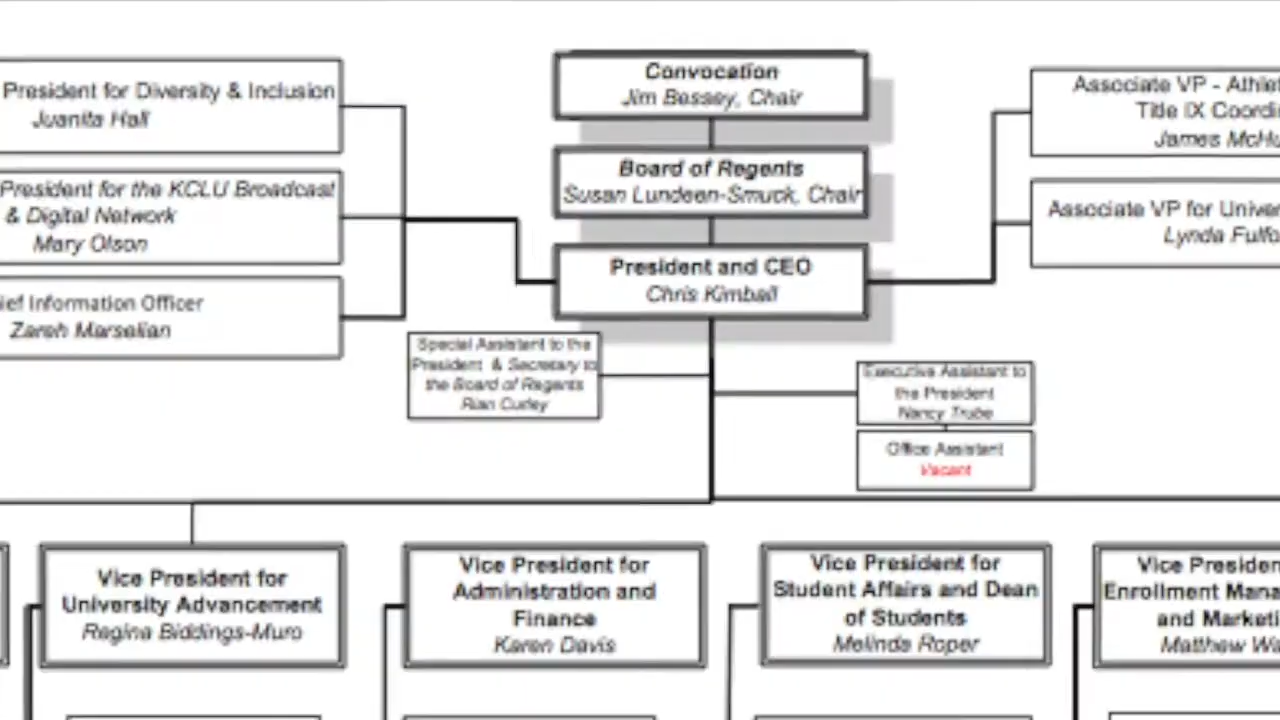 Convocation
Jim Bessey, Chair
President for Diversity & Inclusion
Juanita Hall
Associate VP - Athlet
Title IX Coordi
James McHu
Board of Regents
Susan Lundeen-Smuck, Chair
President for the KCLU Broadcast
& Digital Network
Mary Olson
Associate VP for Univer
Lynda Fulfo
President and CEO
Chris Kimball
ief Information Officer
Zareh Marselian
Special Assistant to the
President & Secretary to
the Board of Regents
Rian Curley
Executive Assistant to
the President
Nancy Trube
Office Assistant
Vacant
Vice President for
University Advancement
Regina Biddings-Muro
Vice President for
Administration and
Finance
Karen Davis
Vice President for
Student Affairs and Dean
of Students
Melinda Roper
Vice Presiden
Enrollment Mana
and Marketi
Matthew Wa